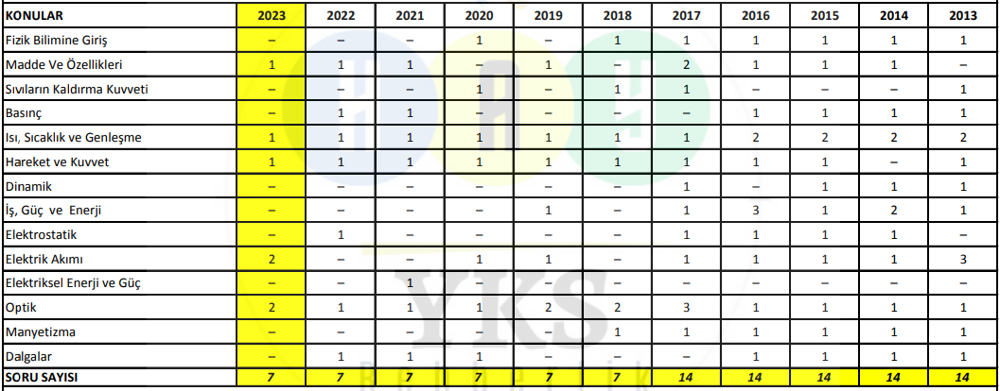 KONULAR 2023 2022 2021 2020 2019 2018 2017 2016 2015 2014 2013
Fizik Bilimine Giriş – – – 1 – 1 1 1 1 1 1
Madde Ve Özellikleri 1 1 1 – 1 – 2 1 1 1 –
Sıvıların Kaldırma Kuvveti – – – 1 – 1 1 – – – 1
Basınç – 1 1 – – – – 1 1 1 1
Isı, Sıcaklık ve Genleşme 1 1 1 1 1 1 1 2 2 2 2
Hareket ve Kuvvet 1 1 1 1 1 1 1 1 1 – 1
Dinamik – – – – – – 1 – 1 1 1
İş, Güç ve Enerji – – – – 1 – 1 3 1 2 1
Elektrostatik – 1 – – – – 1 1 1 1 –
Elektrik Akımı 2 – – 1 1 – 1 1 1 1 3
Elektriksel Enerji ve Güç – – 1 – – – – – – – –
Optik 2 1 1 1 2 2 3 1 1 1 1
Manyetizma – – – – – 1 1 1 1 1 1
Dalgalar – 1 1 1 – – – 1 1 1 1
SORU SAYISI 7 7 7 7 7 7 14 14 14 14 14
HAY
YKS
Rehberlik